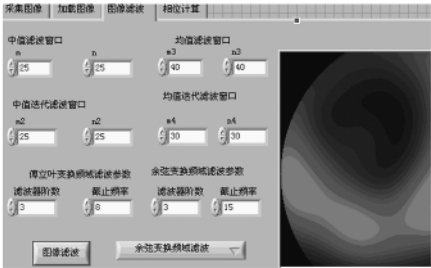 采集图像 加载图像 图像滤波 相位计算
中值滤波窗口 均值滤波窗口
m n m3 n3
25 25 40 40
中值迭代滤波窗口 均值迭代滤波窗口
m2 n2 m4 n4
25 25 30 30
傅立叶变换频域滤波参数 余弦变换频域滤波参数
滤波器阶数 截止频率 滤波器阶数 截止频率
3 8 3 15
图像滤波 余弦变换频域滤波